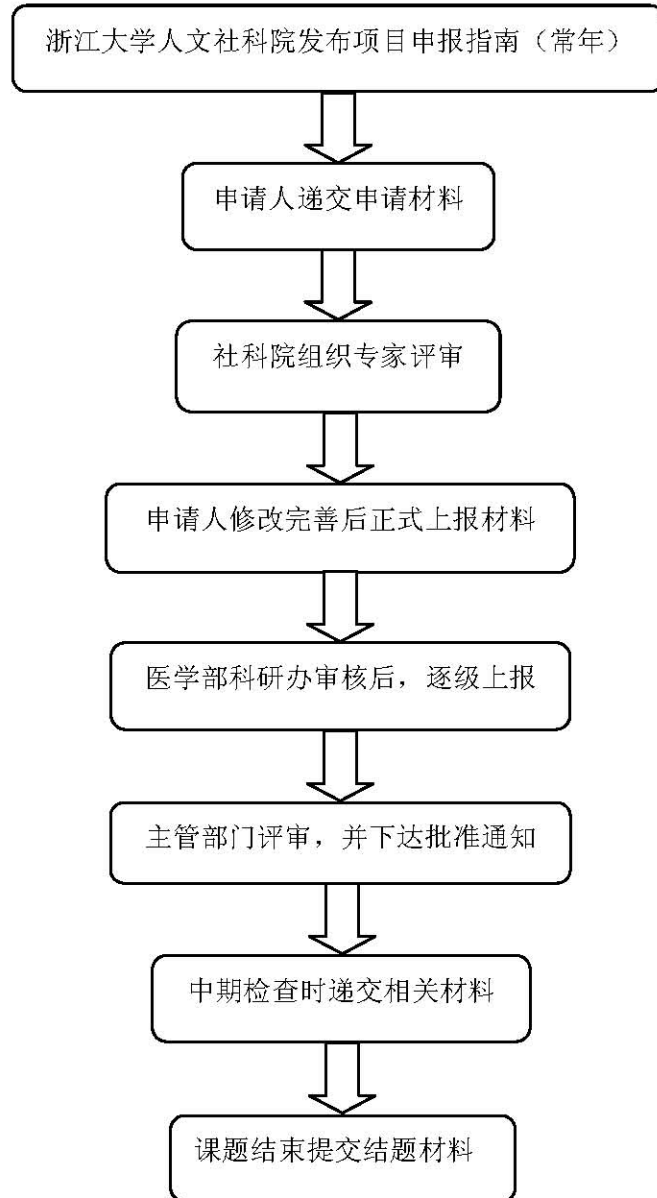 浙江大学人文社科院发布项目申报指南（常年）
申请人递交申请材料
社科院组织专家评审
申请人修改完善后正式上报材料
医学部科研办审核后，逐级上报
主管部门评审，并下达批准通知
中期检查时递交相关材料
课题结束提交结题材料